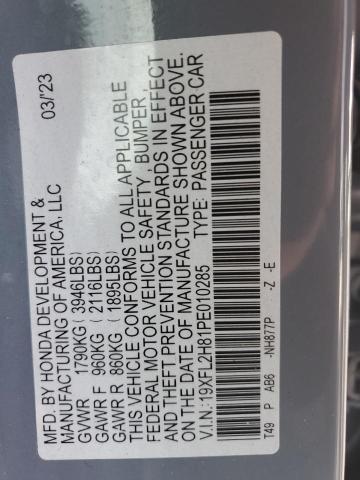 MFD. BY HONDA DEVELOPMENT & 03/'23
MANUFACTURING OF AMERICA, LLC
GVWR 1790KG (3946LBS)
GAWR F 960KG (2116LBS)
GAWR R 860KG (1895LBS)
THIS VEHICLE CONFORMS TO ALL APPLICABLE
FEDERAL MOTOR VEHICLE SAFETY, BUMPER
AND THEFT PREVENTION STANDARDS IN EFFECT
ON THE DATE OF MANUFACTURE SHOWN ABOVE.
V.I.N: 19XFL2H81PE010285 TYPE: PASSENGER CAR
T49 P AB6 -NH877P -Z -E